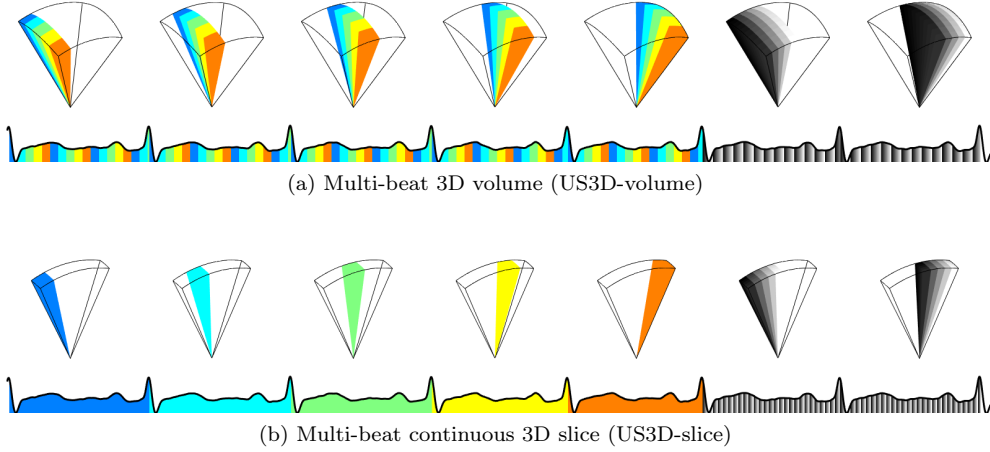 (a) Multi-beat 3D volume (US3D-volume)
(b) Multi-beat continuous 3D slice (US3D-slice)